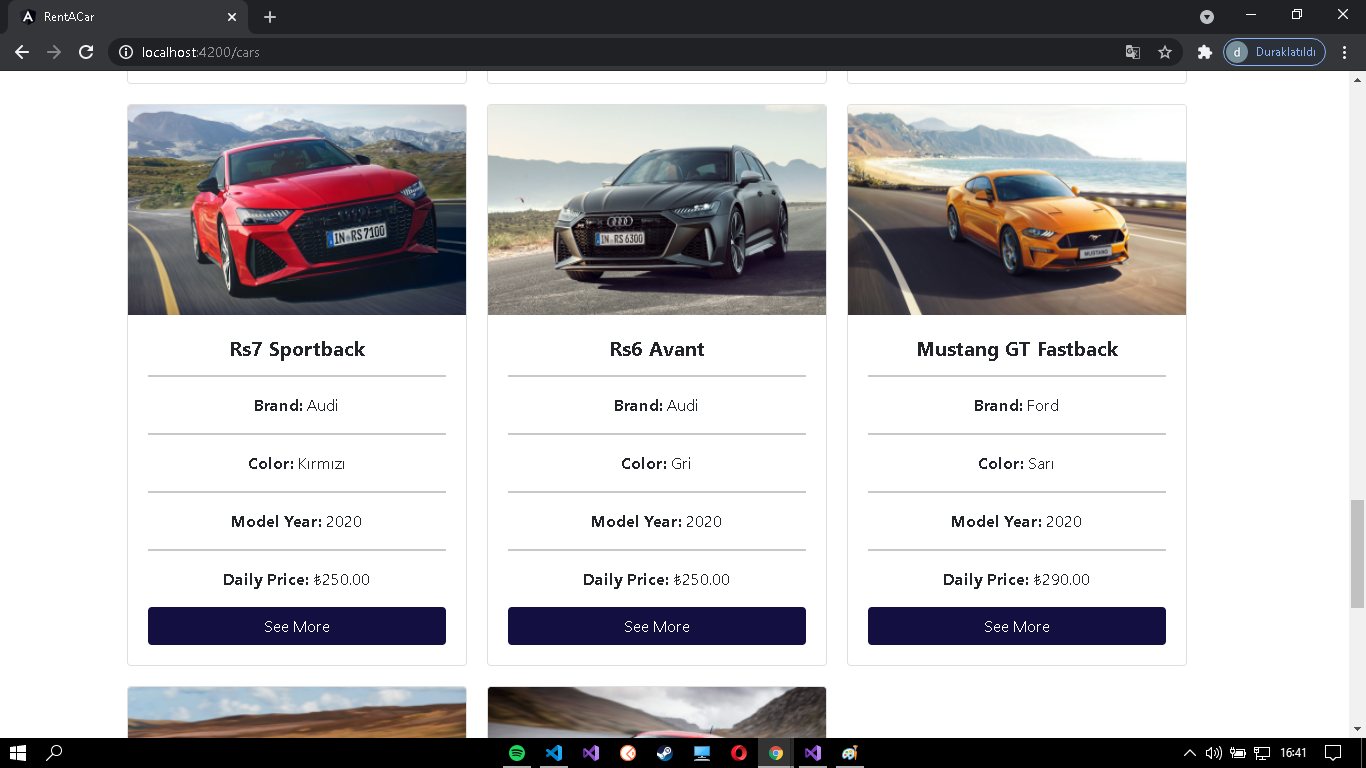 RentACar
localhost:4200/cars
d
Duraklatıldı
IN RS 7100
IN RS 6300
MUSTANG
Rs7 Sportback
Brand: Audi
Color: Kırmızı
Model Year: 2020
Daily Price: ₺250.00
See More
Rs6 Avant
Brand: Audi
Color: Gri
Model Year: 2020
Daily Price: ₺250.00
See More
Mustang GT Fastback
Brand: Ford
Color: Sarı
Model Year: 2020
Daily Price: ₺290.00
See More
16:41